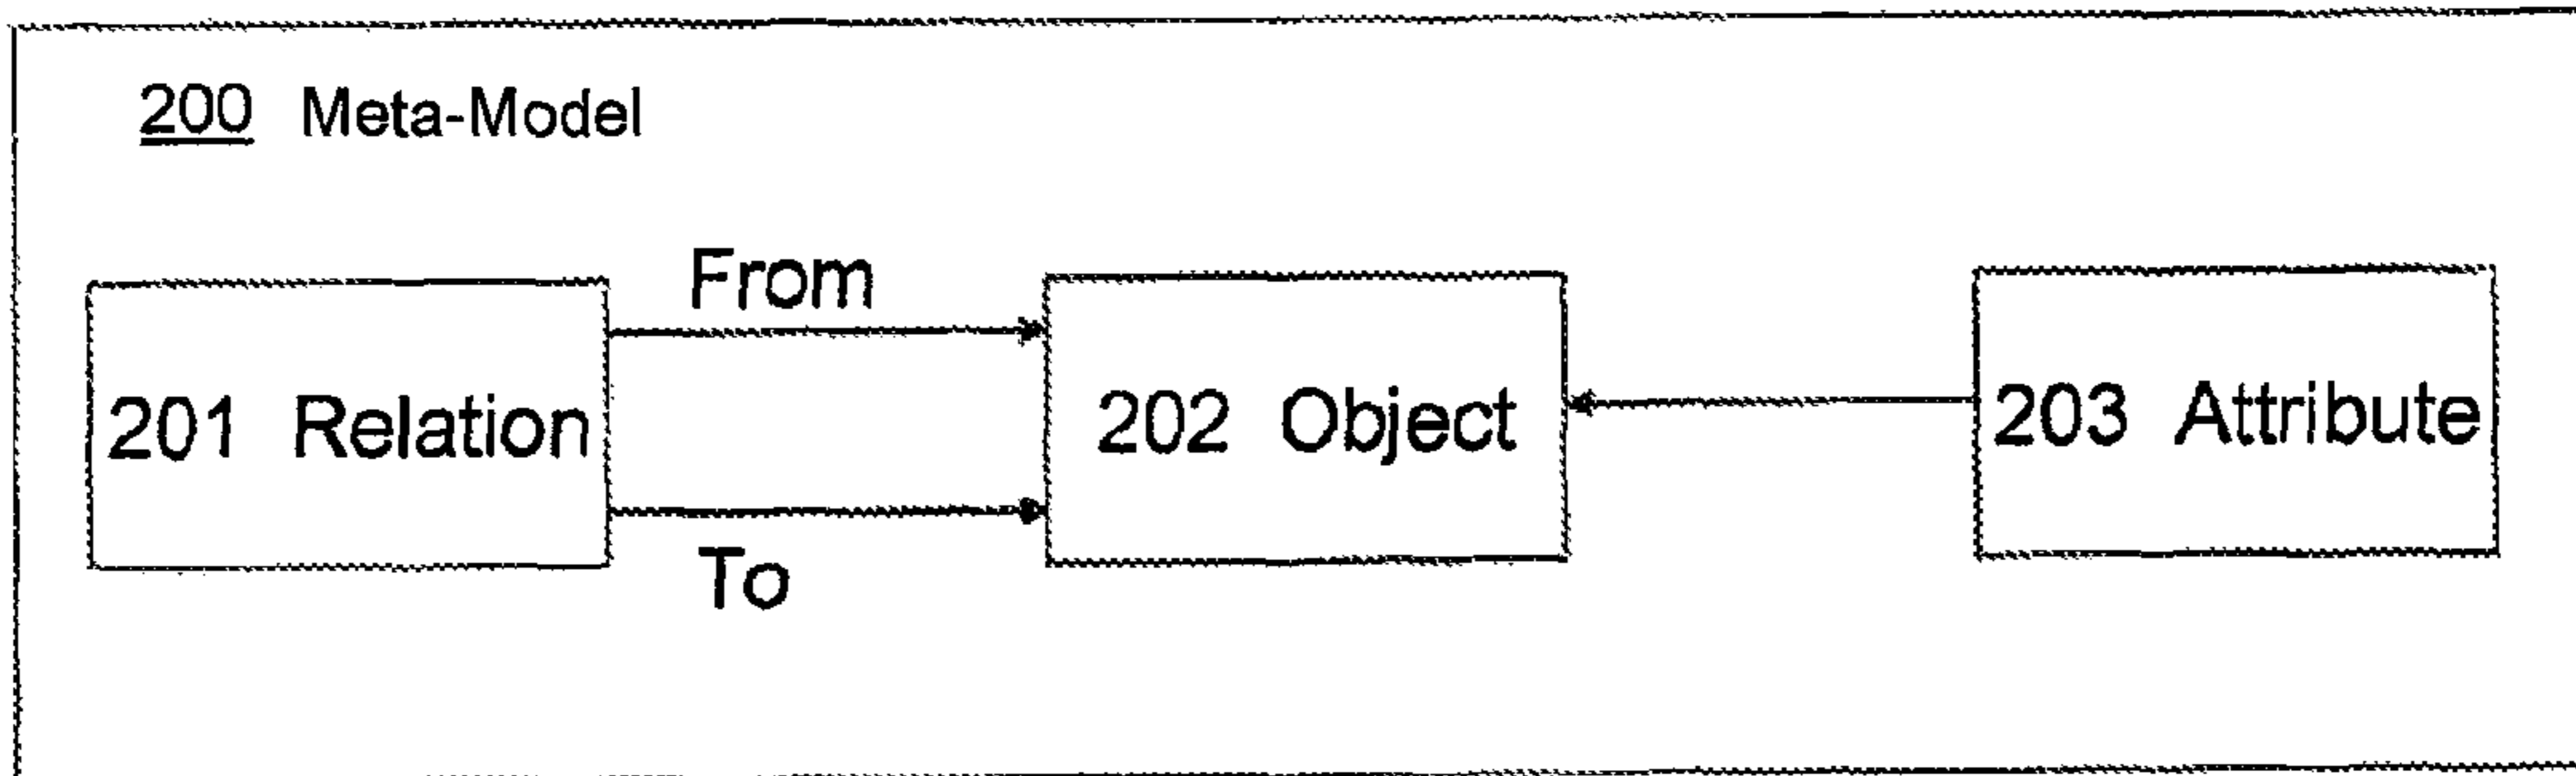 200 Meta-Model
From
201 Relation
202 Object
203 Attribute
To